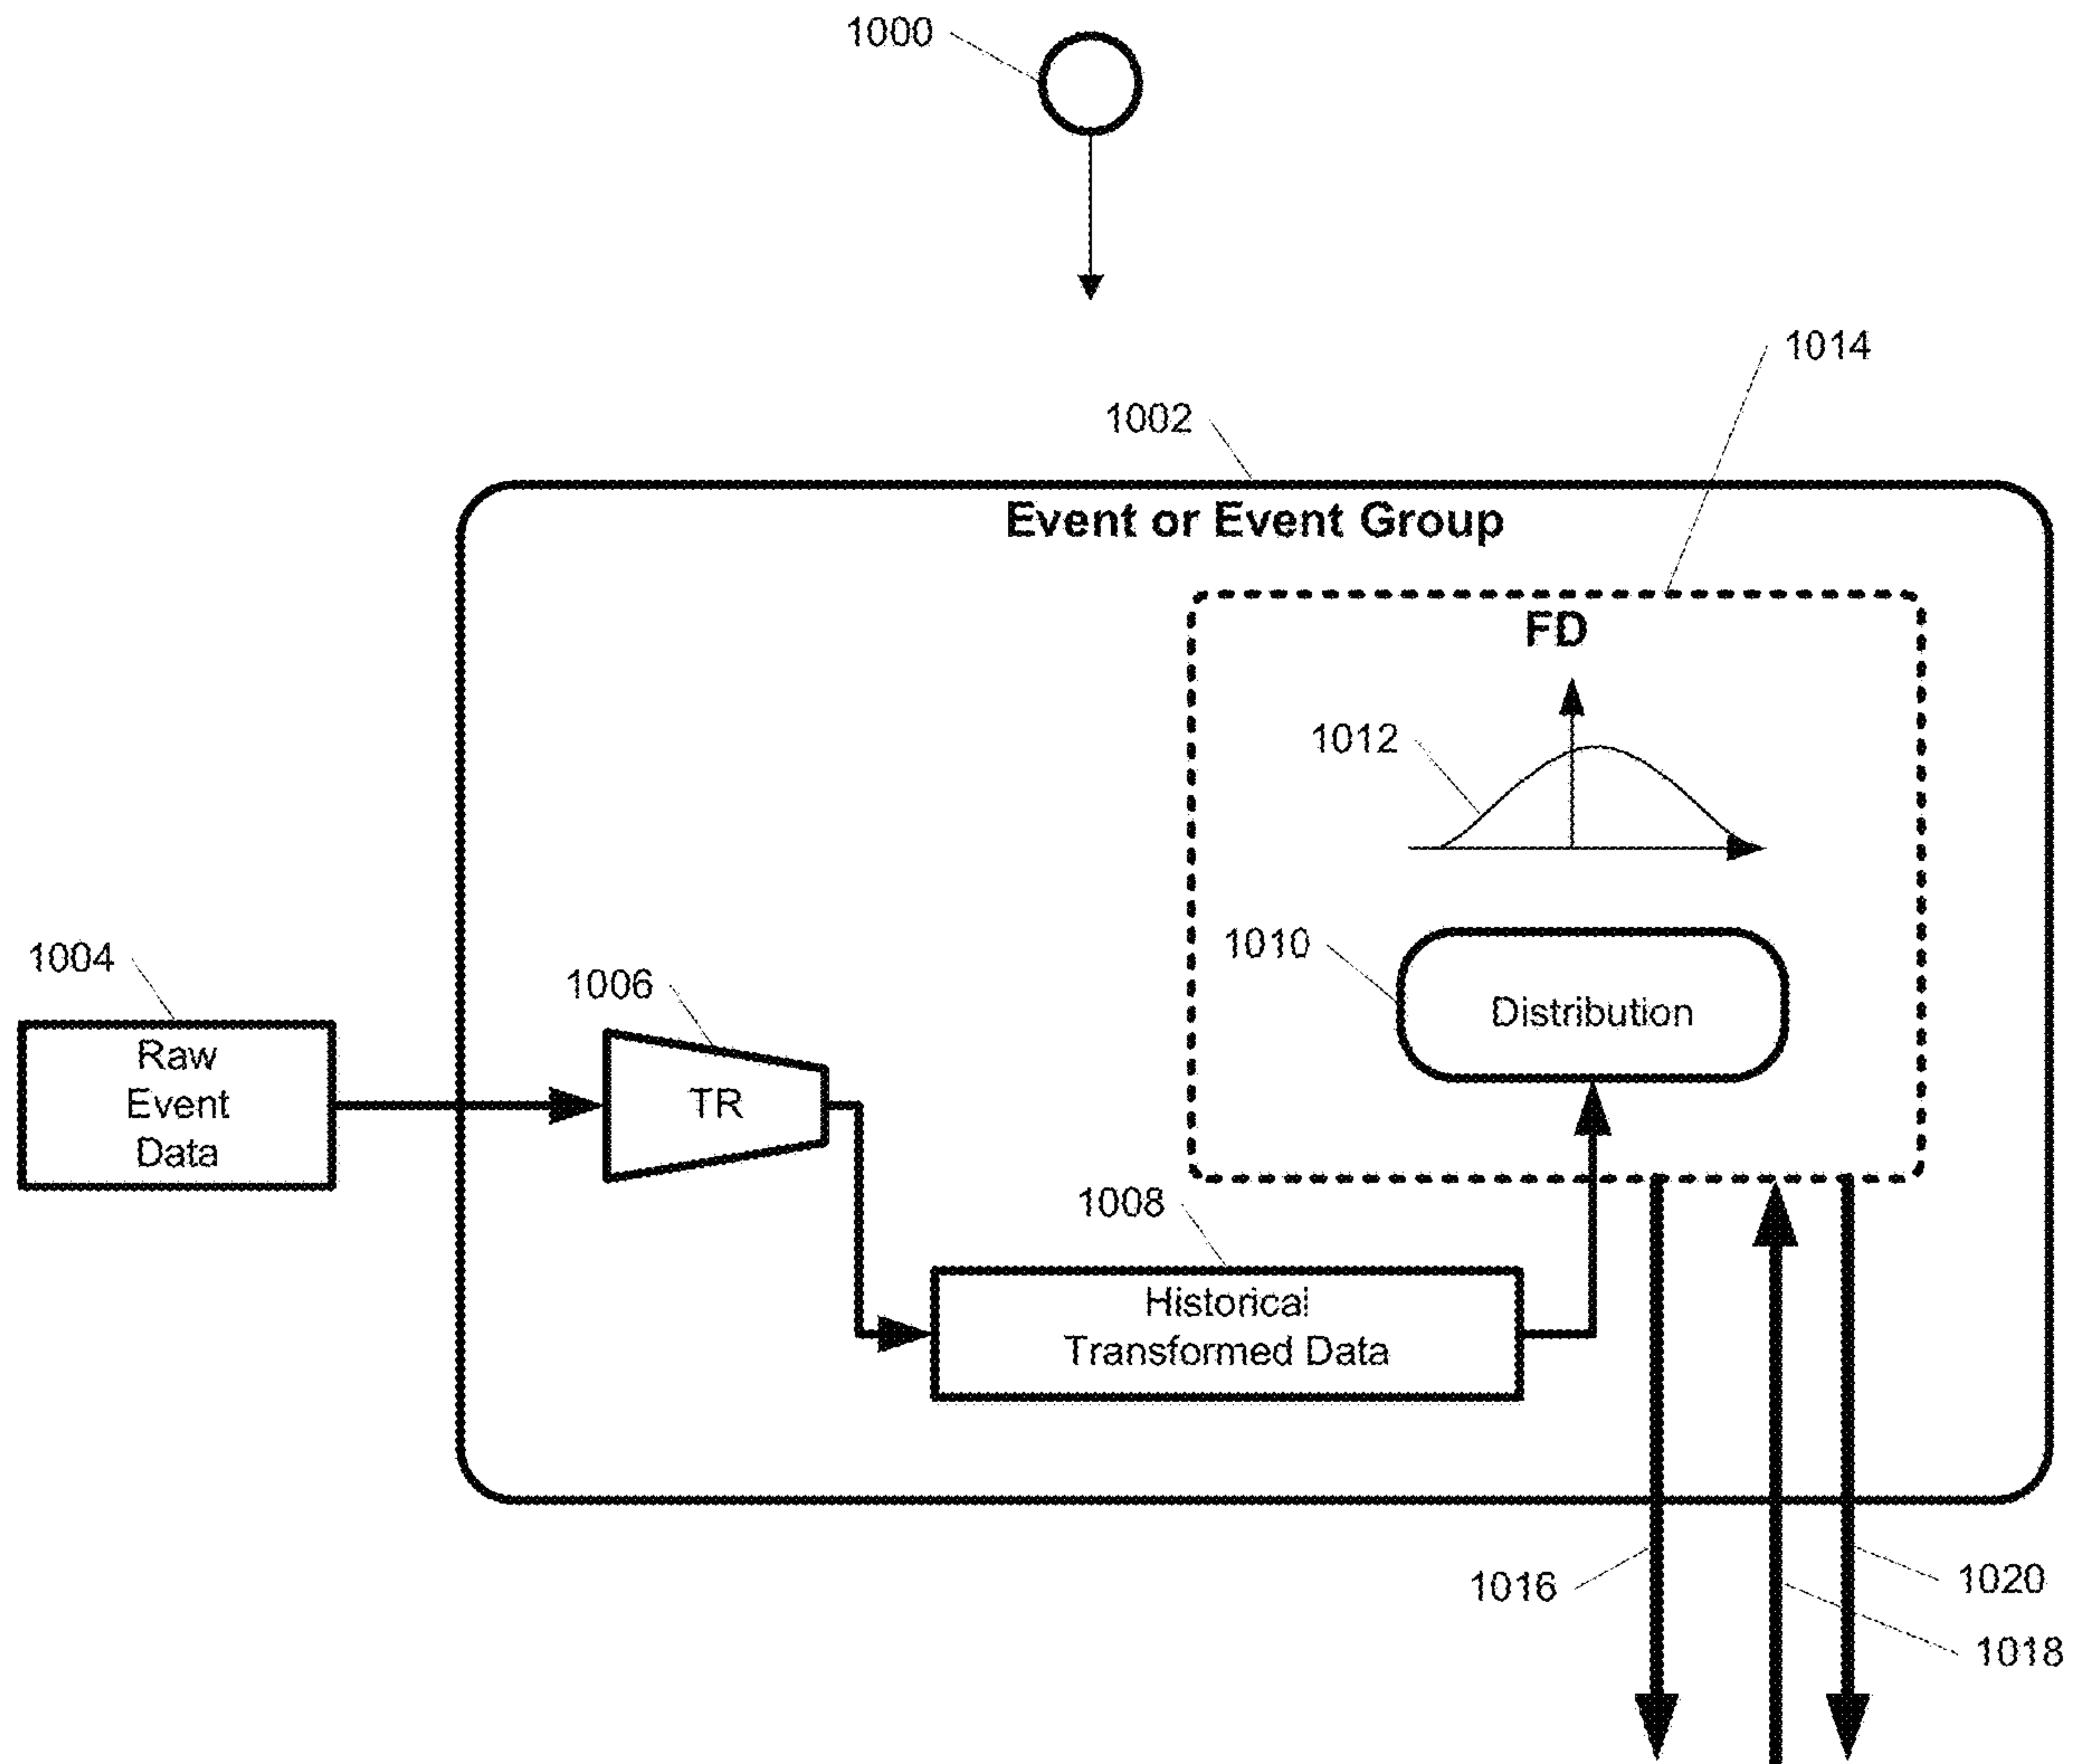 1000
1014
1002
Event or Event Group
FD
1012
1010
Distribution
1004
Raw
Event
Data
1006
TR
1008
Historical
Transformed Data
1016
1020
1018